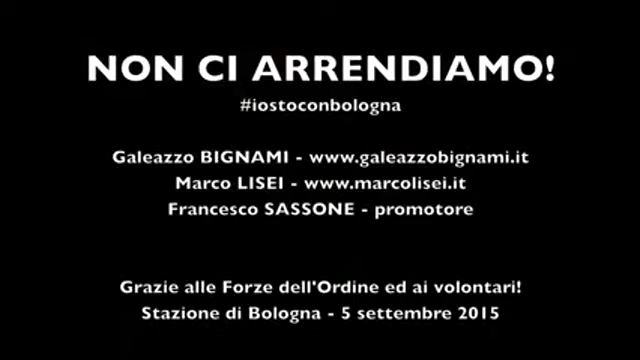 NON CI ARRENDIAMO!
#iostoconbologna
Galeazzo BIGNAMI - www.galeazzobignami.it
Marco LISEI - www.marcolisei.it
Francesco SASSONE - promotore
Grazie alle Forze dell'Ordine ed ai volontari!
Stazione di Bologna - 5 settembre 2015